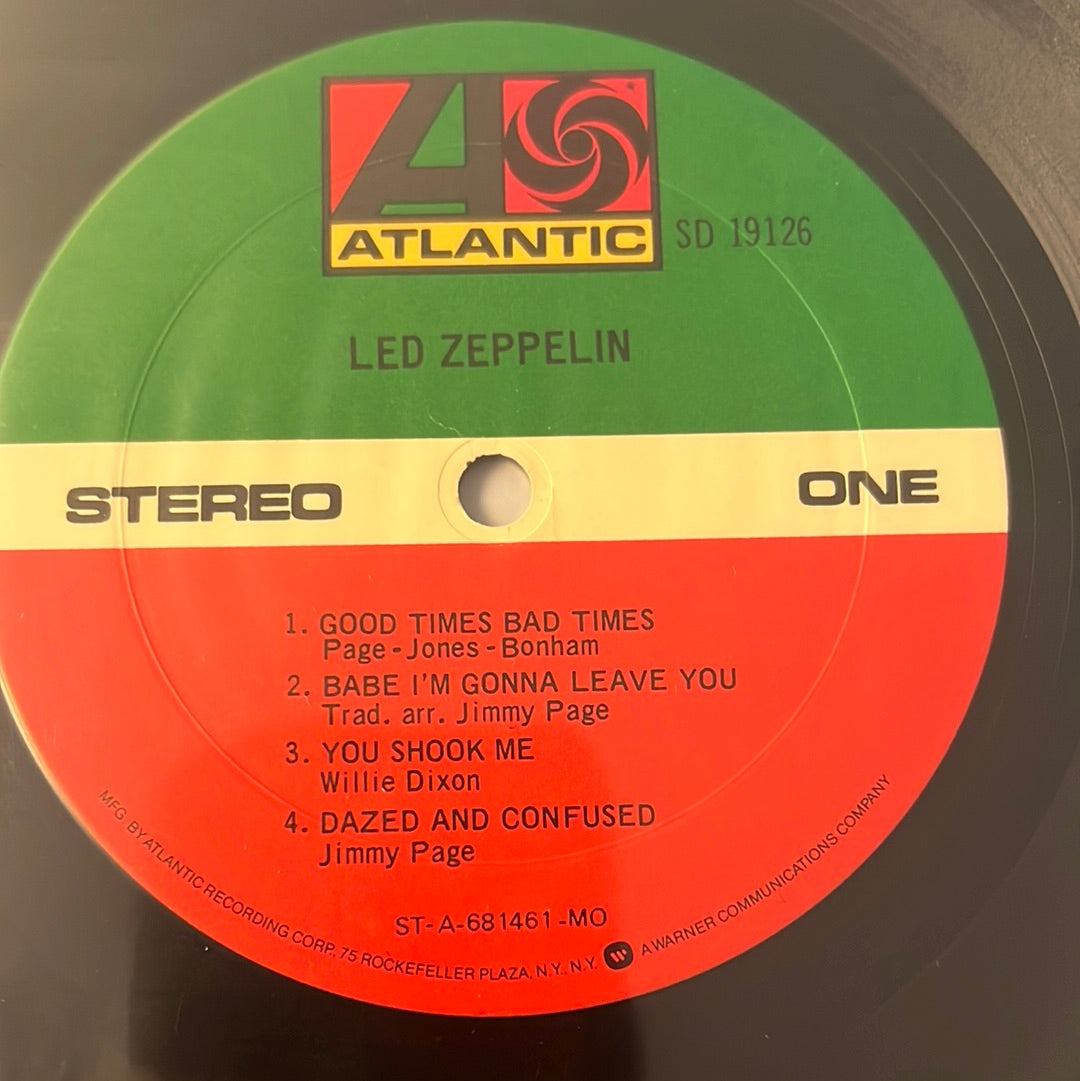 ATLANTIC
SD 19126
LED ZEPPELIN
STEREO
ONE
1. GOOD TIMES BAD TIMES
Page-Jones-Bonham
2. BABE I'M GONNA LEAVE YOU
Trad. arr. Jimmy Page
3. YOU SHOOK ME
Willie Dixon
4. DAZED AND CONFUSED
Jimmy Page
ST-A-681461-MO
MFG. BY ATLANTIC RECORDING CORP., 75 ROCKEFELLER PLAZA, N.Y., N.Y. A WARNER COMMUNICATIONS COMPANY